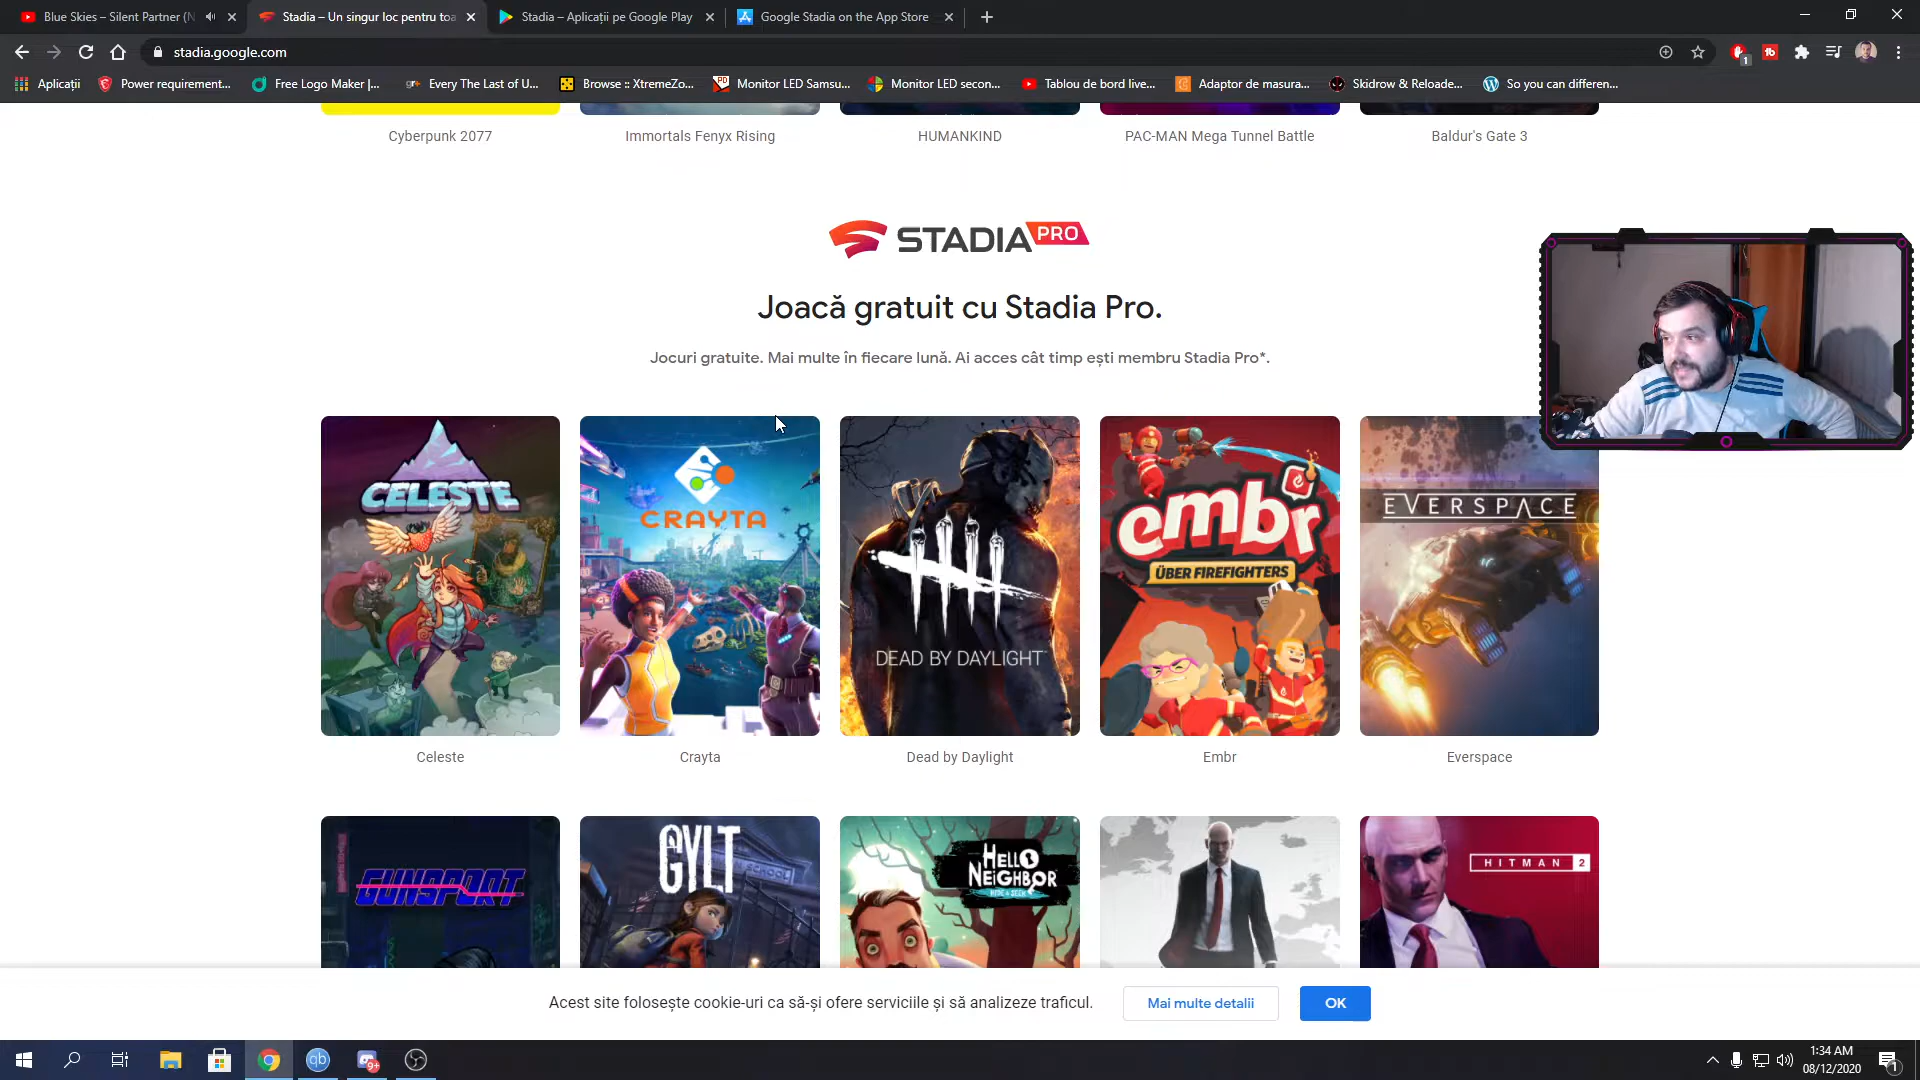 Blue Skies – Silent Partner (N
Stadia – Un singur loc pentru toa
Stadia – Aplicații pe Google Play
Google Stadia on the App Store
stadia.google.com
1
Aplicații
Power requirement...
Free Logo Maker |...
Every The Last of U...
Browse :: XtremeZo...
Monitor LED Samsu...
Monitor LED secon...
Tablou de bord live...
Adaptor de masura...
Skidrow & Reloade...
So you can differen...
Cyberpunk 2077
Immortals Fenyx Rising
HUMANKIND
PAC-MAN Mega Tunnel Battle
Baldur's Gate 3
STADIA PRO
Joacă gratuit cu Stadia Pro.
Jocuri gratuite. Mai multe în fiecare lună. Ai acces cât timp ești membru Stadia Pro*.
CELESTE
CRAYTA
DEAD BY DAYLIGHT
embr
ÜBER FIREFIGHTERS
EVERSPACE
Celeste
Crayta
Dead by Daylight
Embr
Everspace
GUNSPORT
GYLT
SCHOOL
HELLO
NEIGHBOR
HIDE & SEEK
HITMAN 2
Acest site folosește cookie-uri ca să-și ofere serviciile și să analizeze traficul.
Mai multe detalii
OK
qb
9+
1:34 AM
08/12/2020
1